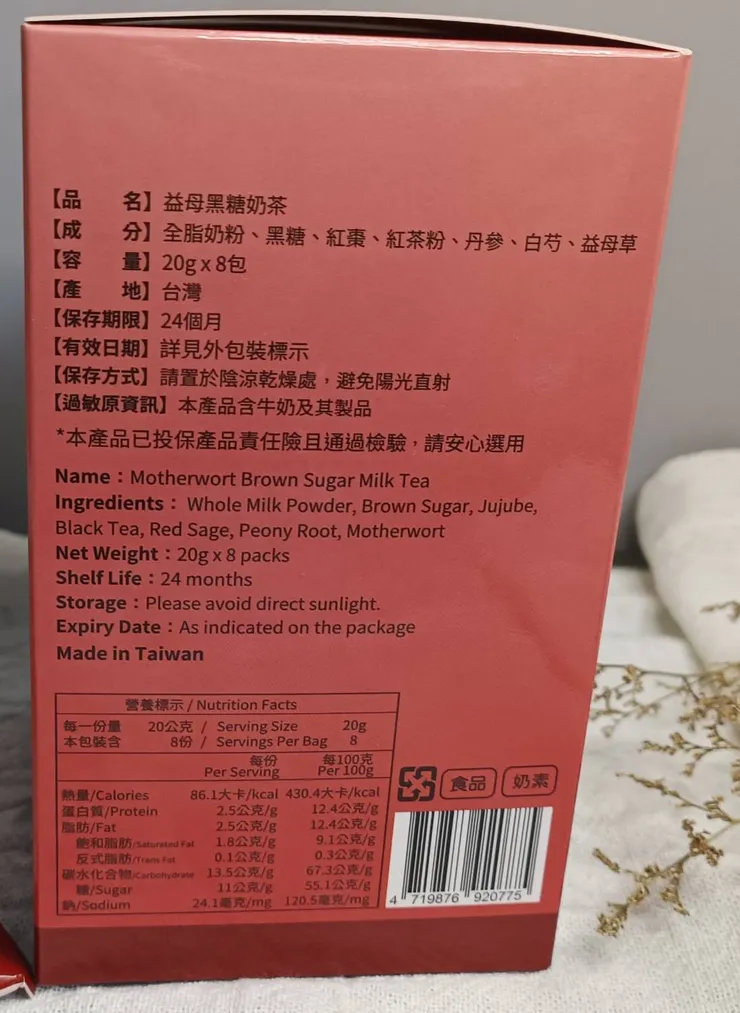 【品　　名】益母黑糖奶茶
【成　　分】全脂奶粉、黑糖、紅棗、紅茶粉、丹參、白芍、益母草
【容　　量】20g x 8包
【產　　地】台灣
【保存期限】24個月
【有效日期】詳見外包裝標示
【保存方式】請置於陰涼乾燥處，避免陽光直射
【過敏原資訊】本產品含牛奶及其製品
*本產品已投保產品責任險且通過檢驗，請安心選用
Name：Motherwort Brown Sugar Milk Tea
Ingredients：Whole Milk Powder, Brown Sugar, Jujube,
Black Tea, Red Sage, Peony Root, Motherwort
Net Weight：20g x 8 packs
Shelf Life：24 months
Storage：Please avoid direct sunlight.
Expiry Date：As indicated on the package
Made in Taiwan
營養標示 / Nutrition Facts
每一份量 20公克 / Serving Size 20g
本包裝含 8份 / Servings Per Bag 8
每份 每100克
Per Serving Per 100g
熱量/Calories 86.1大卡/kcal 430.4大卡/kcal
蛋白質/Protein 2.5公克/g 12.4公克/g
脂肪/Fat 2.5公克/g 12.4公克/g
飽和脂肪/Saturated Fat 1.8公克/g 9.1公克/g
反式脂肪/Trans Fat 0.1公克/g 0.3公克/g
碳水化合物/Carbohydrate 13.5公克/g 67.3公克/g
糖/Sugar 11公克/g 55.1公克/g
鈉/Sodium 24.1毫克/mg 120.5毫克/mg
食品 奶素
4 719876 920775